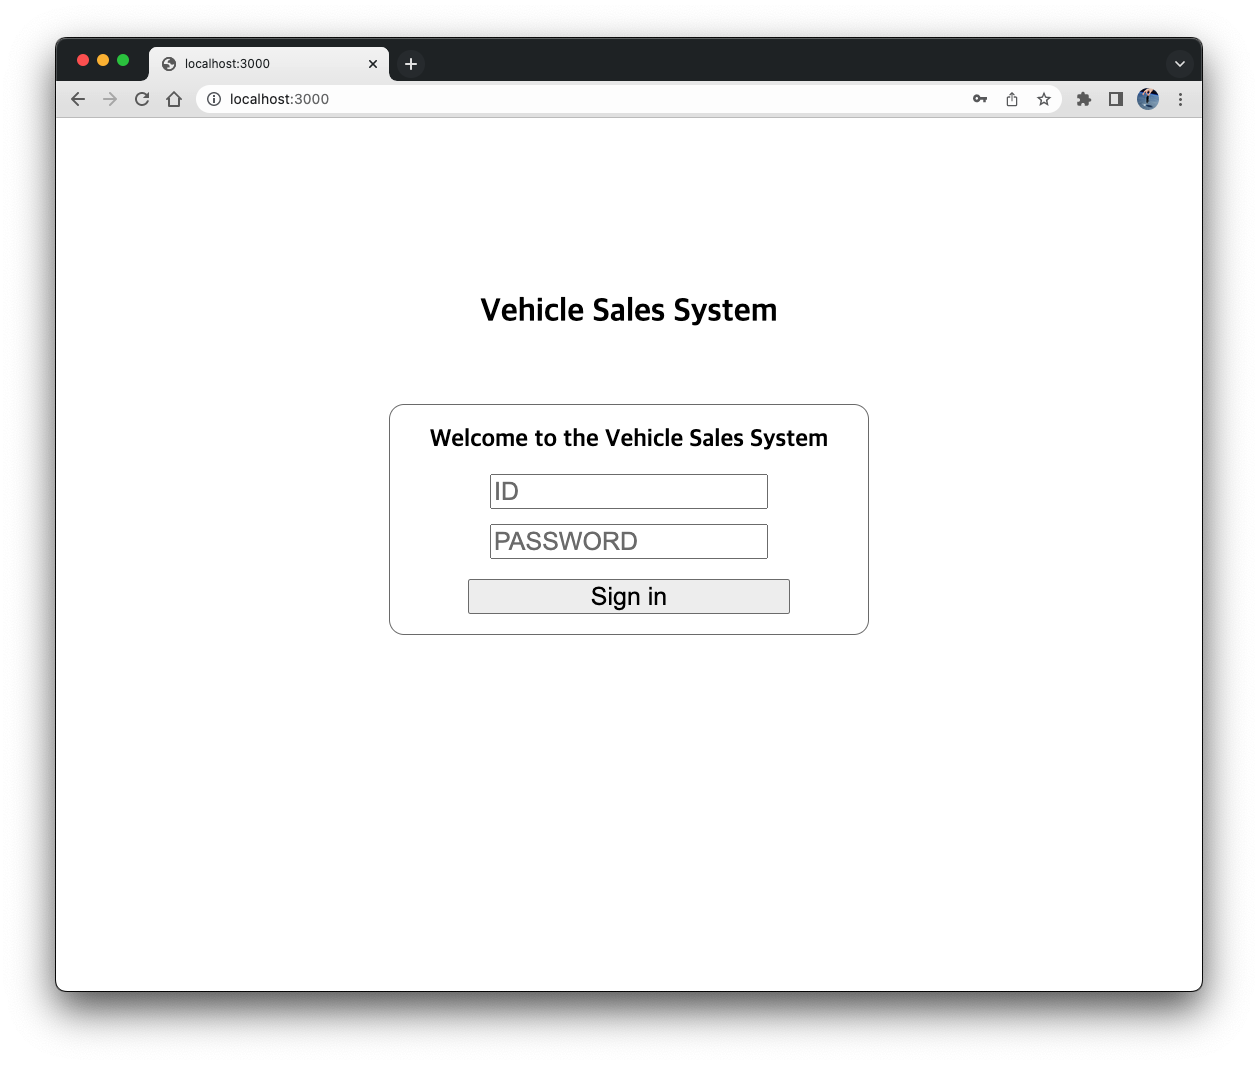 localhost:3000
localhost:3000
Vehicle Sales System
Welcome to the Vehicle Sales System
ID
PASSWORD
Sign in